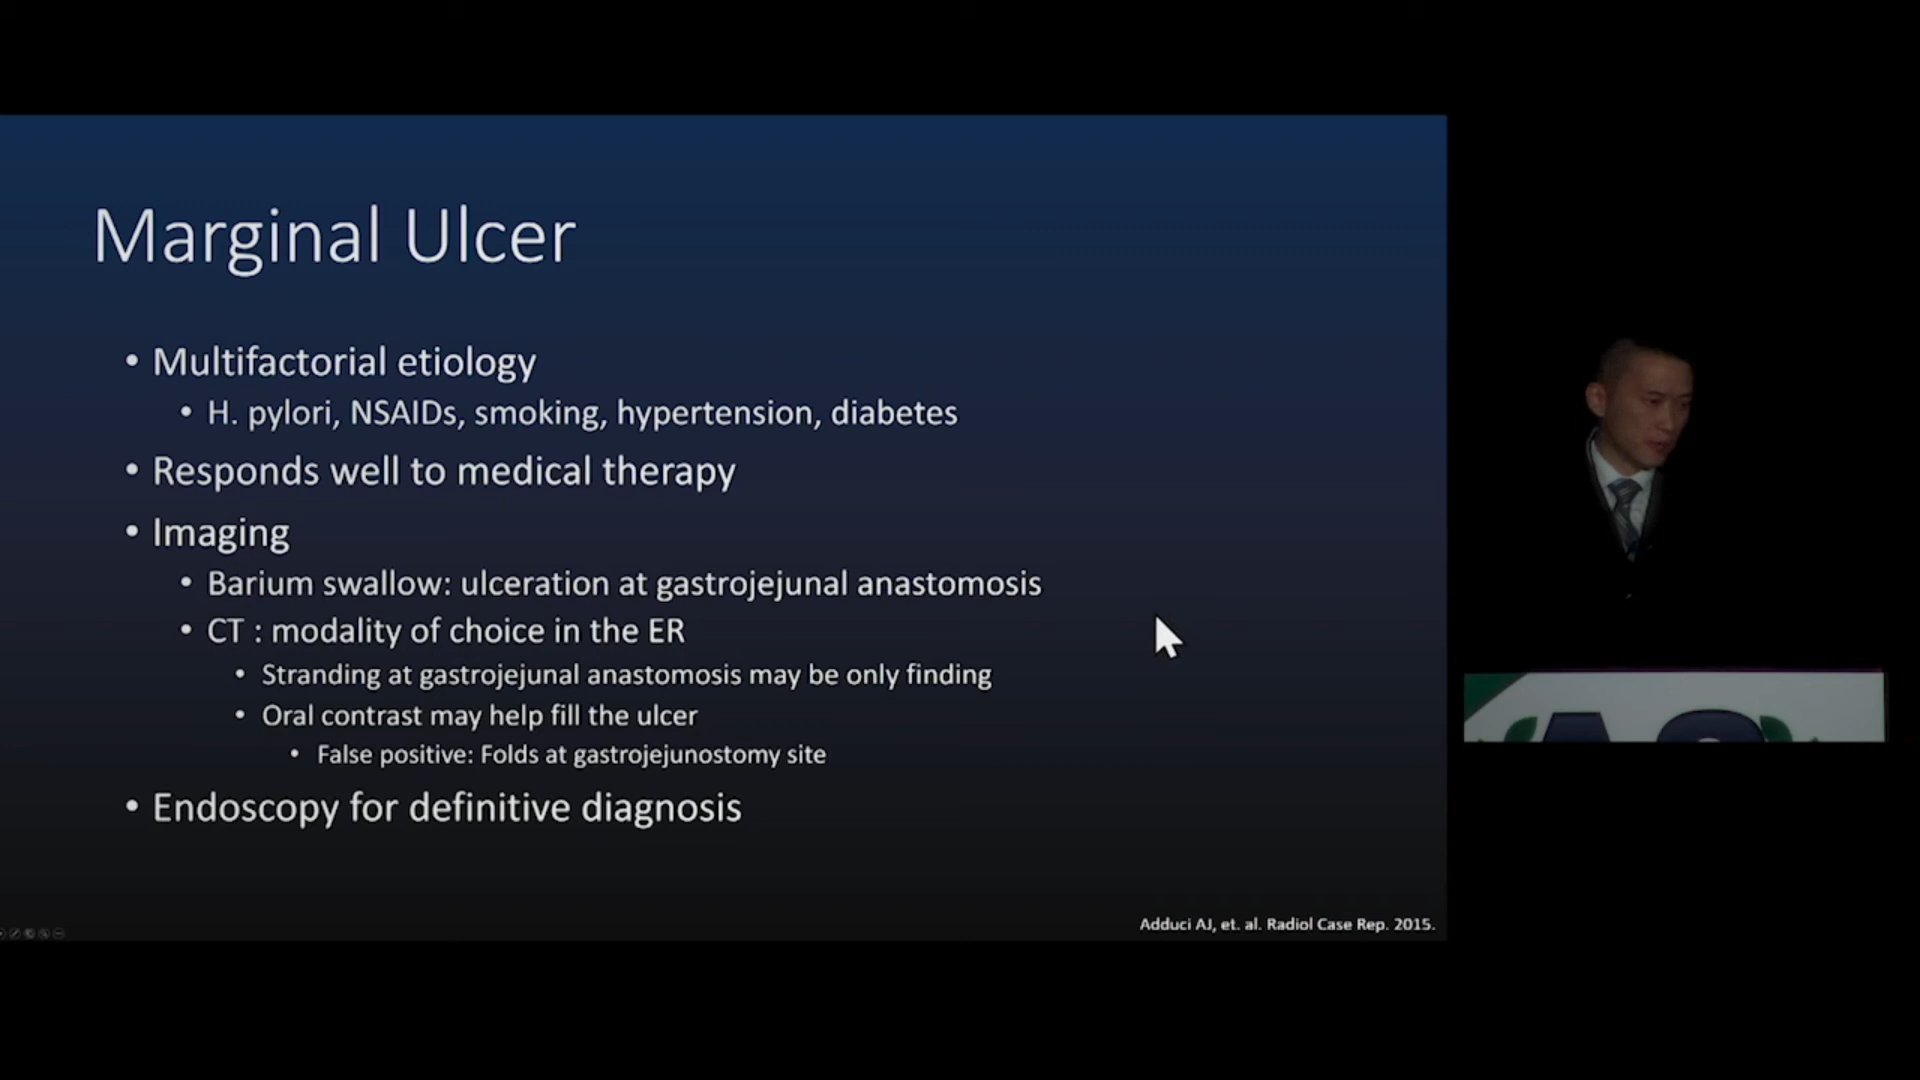 Marginal Ulcer
• Multifactorial etiology
• H. pylori, NSAIDs, smoking, hypertension, diabetes
• Responds well to medical therapy
• Imaging
• Barium swallow: ulceration at gastrojejunal anastomosis
• CT : modality of choice in the ER
• Stranding at gastrojejunal anastomosis may be only finding
• Oral contrast may help fill the ulcer
• False positive: Folds at gastrojejunostomy site
• Endoscopy for definitive diagnosis
Adduci AJ, et. al. Radiol Case Rep. 2015.